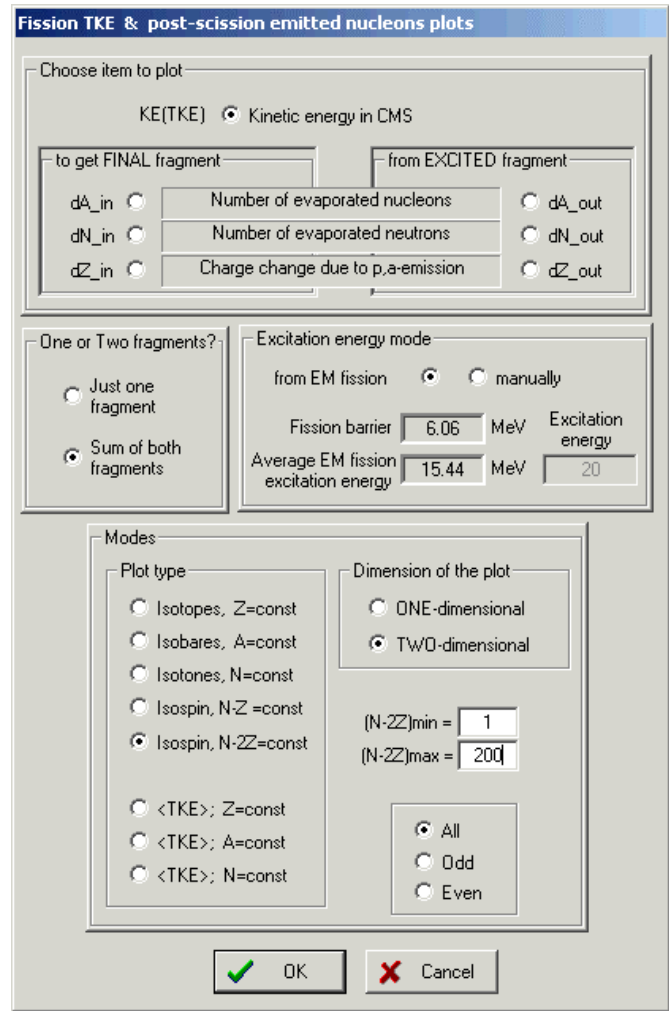 Fission TKE & post-scission emitted nucleons plots
Choose item to plot
KE(TKE) Kinetic energy in CMS
to get FINAL fragment
from EXCITED fragment
dA_in Number of evaporated nucleons dA_out
dN_in Number of evaporated neutrons dN_out
dZ_in Charge change due to p,a-emission dZ_out
One or Two fragments?
Just one
fragment
Sum of both
fragments
Excitation energy mode
from EM fission manually
Fission barrier 6.06 MeV
Average EM fission
excitation energy 15.44 MeV
Excitation
energy
20
Modes
Plot type
Isotopes, Z=const
Isobares, A=const
Isotones, N=const
Isospin, N-Z =const
Isospin, N-2Z=const
<TKE>; Z=const
<TKE>; A=const
<TKE>; N=const
Dimension of the plot
ONE-dimensional
TWO-dimensional
(N-2Z)min = 1
(N-2Z)max = 200
All
Odd
Even
OK Cancel